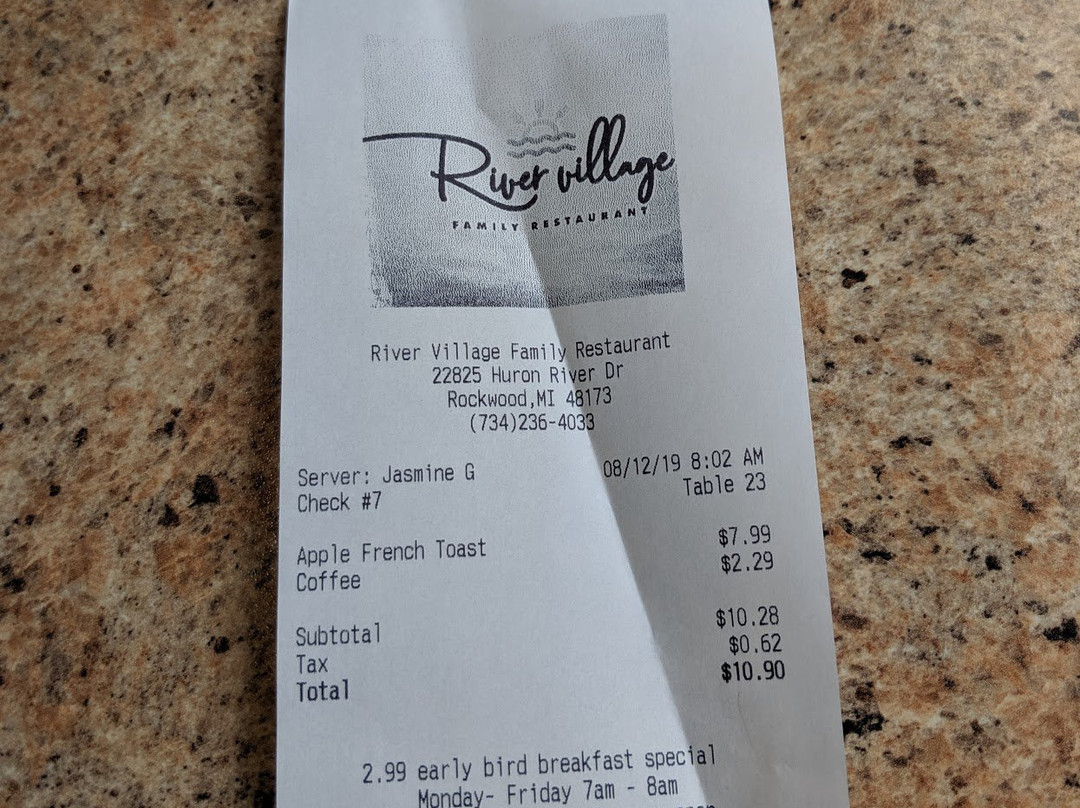 River village
FAMILY RESTAURANT
River Village Family Restaurant
22825 Huron River Dr
Rockwood,MI 48173
(734)236-4033
Server: Jasmine G 08/12/19 8:02 AM
Check #7 Table 23
Apple French Toast $7.99
Coffee $2.29
Subtotal $10.28
Tax $0.62
Total $10.90
2.99 early bird breakfast special
Monday- Friday 7am - 8am